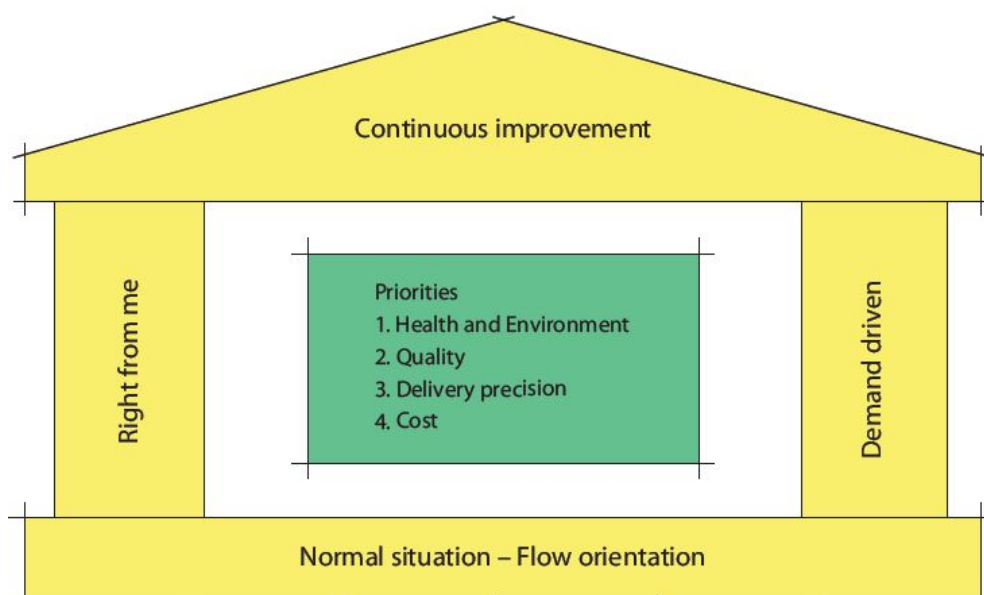 Continuous improvement
Right from me
Priorities
1. Health and Environment
2. Quality
3. Delivery precision
4. Cost
Demand driven
Normal situation – Flow orientation